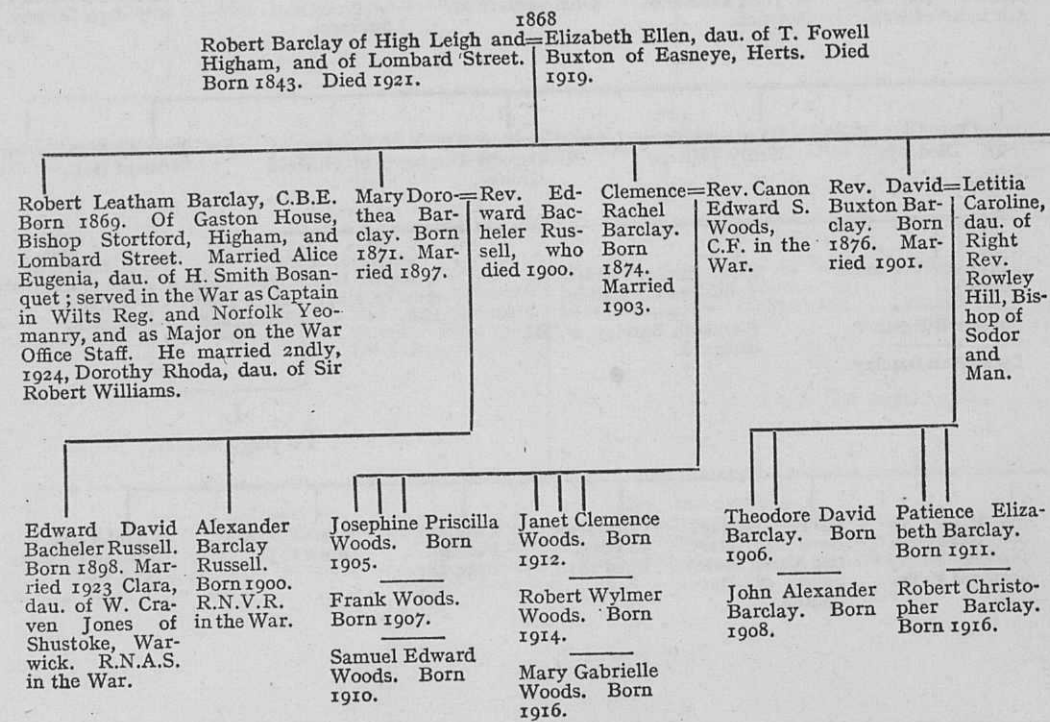 1868
Robert Barclay of High Leigh and=Elizabeth Ellen, dau. of T. Fowell
Higham, and of Lombard Street. Buxton of Easneye, Herts. Died
Born 1843. Died 1921. 1919.
Robert Leatham Barclay, C.B.E.
Born 1869. Of Gaston House,
Bishop Stortford, Higham, and
Lombard Street. Married Alice
Eugenia, dau. of H. Smith Bosan-
quet; served in the War as Captain
in Wilts Reg. and Norfolk Yeo-
manry, and as Major on the War
Office Staff. He married 2ndly,
1924, Dorothy Rhoda, dau. of Sir
Robert Williams.
Mary Doro-=
thea Bar-
clay. Born
1871. Mar-
ried 1897.
Rev. Ed-
ward Bac-
heler Rus-
sell, who
died 1900.
Clemence=
Rachel
Barclay.
Born
1874.
Married
1903.
Rev. Canon
Edward S.
Woods,
C.F. in the
War.
Rev. David=
Buxton Bar-
clay. Born
1876. Mar-
ried 1901.
Letitia
Caroline,
dau. of
Right
Rev.
Rowley
Hill, Bis-
hop of
Sodor
and
Man.
Edward David
Bacheler Russell.
Born 1898. Mar-
ried 1923 Clara,
dau. of W. Cra-
ven Jones of
Shustoke, War-
wick. R.N.A.S.
in the War.
Alexander
Barclay
Russell.
Born 1900.
R.N.V.R.
in the War.
Josephine Priscilla
Woods. Born
1905.
Frank Woods.
Born 1907.
Samuel Edward
Woods. Born
1910.
Janet Clemence
Woods. Born
1912.
Robert Wylmer
Woods. Born
1914.
Mary Gabrielle
Woods. Born
1916.
Theodore David
Barclay. Born
1906.
John Alexander
Barclay. Born
1908.
Patience Eliza-
beth Barclay.
Born 1911.
Robert Christo-
pher Barclay.
Born 1916.